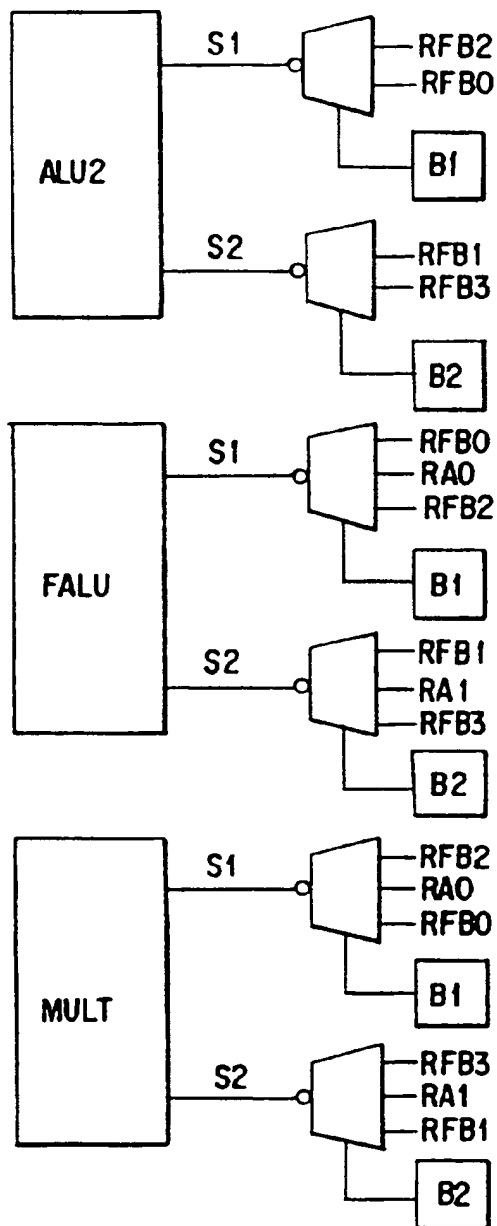 S1
RFB2
RFB0
ALU2
B1
S2
RFB1
RFB3
B2
S1
RFB0
RA0
RFB2
FALU
B1
S2
RFB1
RA1
RFB3
B2
S1
RFB2
RA0
RFB0
MULT
B1
S2
RFB3
RA1
RFB1
B2